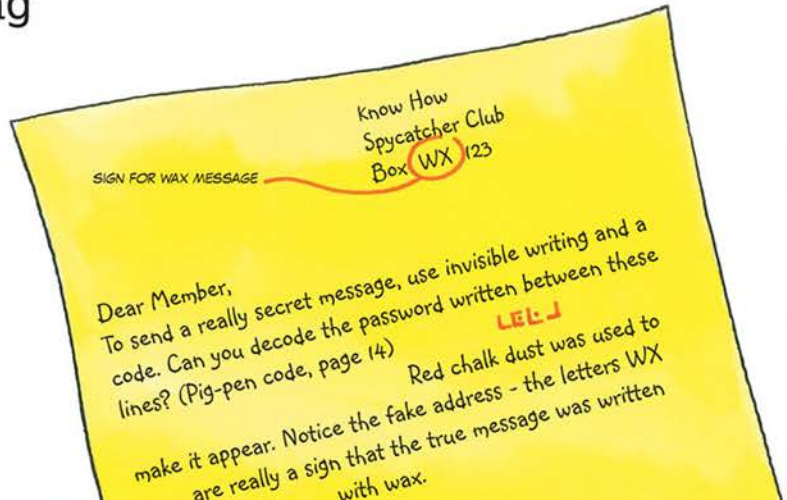 Know How
Spycatcher Club
Box WX 123
SIGN FOR WAX MESSAGE
Dear Member,
To send a really secret message, use invisible writing and a
code. Can you decode the password written between these
lines? (Pig-pen code, page 14)
Red chalk dust was used to
make it appear. Notice the fake address - the letters WX
are really a sign that the true message was written
with wax.